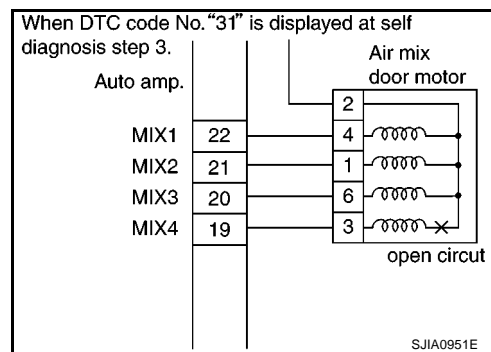 When DTC code No.“31” is displayed at self
diagnosis step 3.
Auto amp.
Air mix
door motor
2
MIX1 22 4
MIX2 21 1
MIX3 20 6
MIX4 19 3
open circut
SJIA0951E